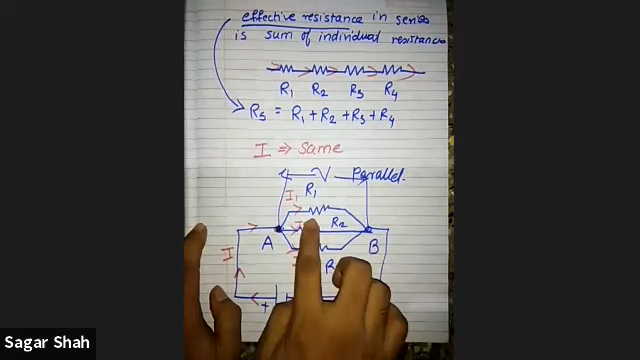 effective resistance in series
is sum of individual resistance
R1 R2 R3 R4
Rs = R1 + R2 + R3 + R4
I ⇒ Same
V Parallel.
R1
I1
I R2
A B
I R
+
Sagar Shah